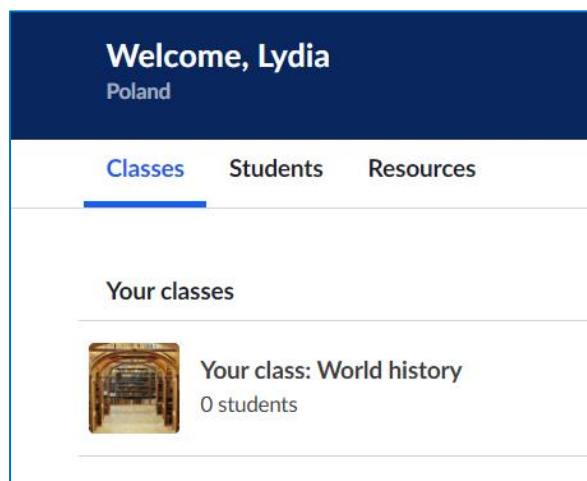 Welcome, Lydia
Poland
Classes Students Resources
Your classes
Your class: World history
0 students